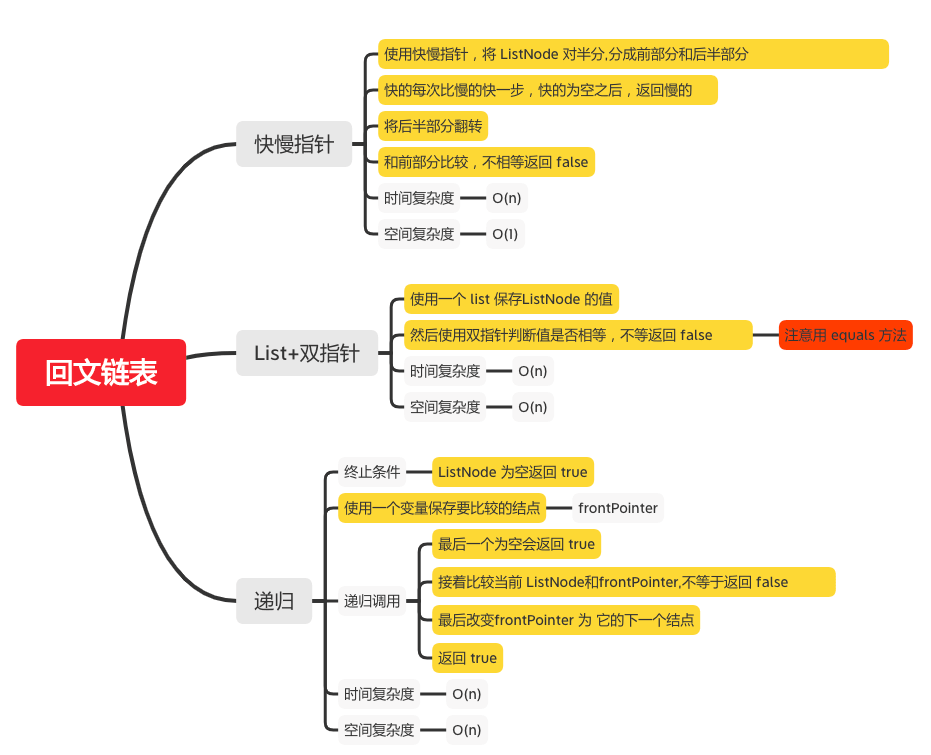 回文链表
快慢指针
使用快慢指针，将 ListNode 对半分,分成前部分和后半部分
快的每次比慢的快一步，快的为空之后，返回慢的
将后半部分翻转
和前部分比较，不相等返回 false
时间复杂度
O(n)
空间复杂度
O(1)
List+双指针
使用一个 list 保存ListNode 的值
然后使用双指针判断值是否相等，不等返回 false
注意用 equals 方法
时间复杂度
O(n)
空间复杂度
O(n)
递归
终止条件
ListNode 为空返回 true
使用一个变量保存要比较的结点
frontPointer
递归调用
最后一个为空会返回 true
接着比较当前 ListNode和frontPointer,不等于返回 false
最后改变frontPointer 为 它的下一个结点
返回 true
时间复杂度
O(n)
空间复杂度
O(n)